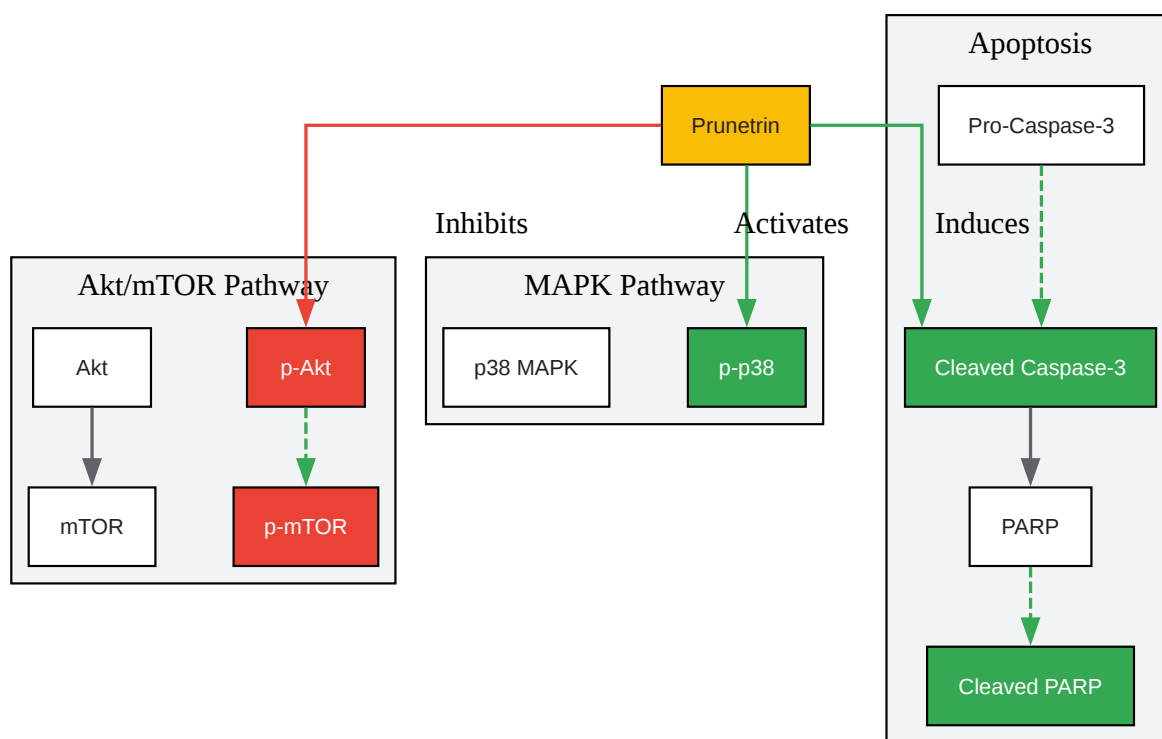 Apoptosis
Prunetrin
Pro-Caspase-3
Inhibits
Activates
Induces
Akt/mTOR Pathway
MAPK Pathway
Akt
p-Akt
p38 MAPK
p-p38
Cleaved Caspase-3
mTOR
p-mTOR
PARP
Cleaved PARP